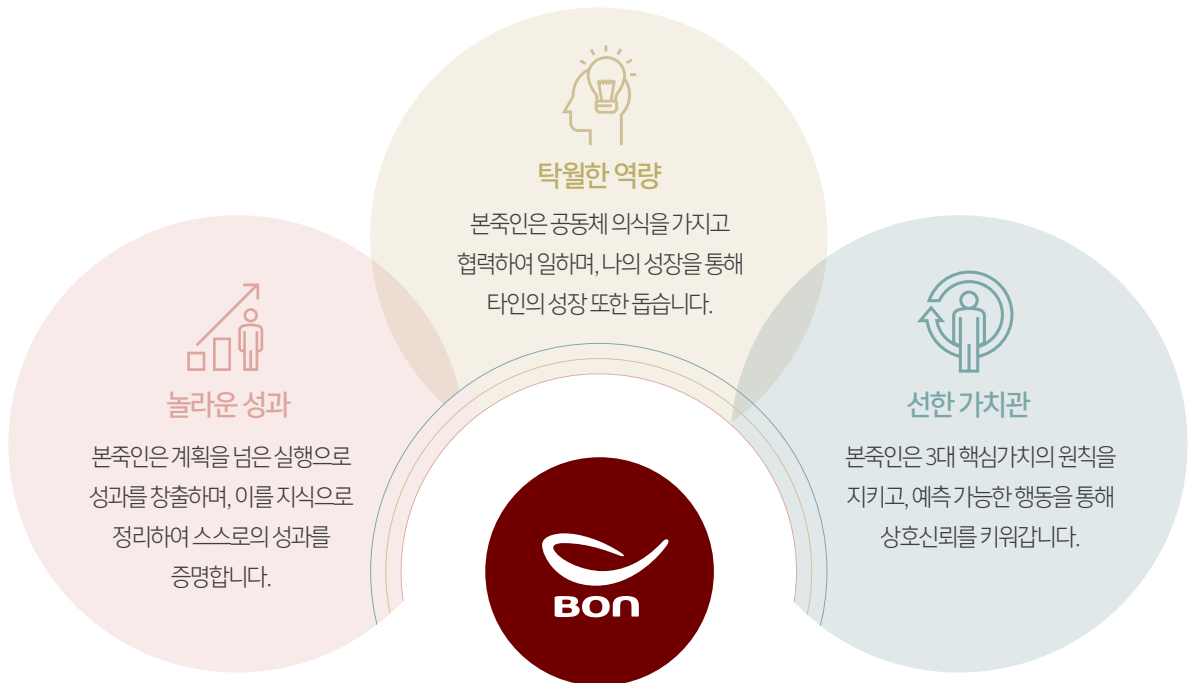 탁월한 역량
본죽인은 공동체 의식을 가지고
협력하여 일하며, 나의 성장을 통해
타인의 성장 또한 돕습니다.
놀라운 성과
본죽인은 계획을 넘은 실행으로
성과를 창출하며, 이를 지식으로
정리하여 스스로의 성과를
증명합니다.
선한 가치관
본죽인은 3대 핵심가치의 원칙을
지키고, 예측 가능한 행동을 통해
상호신뢰를 키워갑니다.
BON